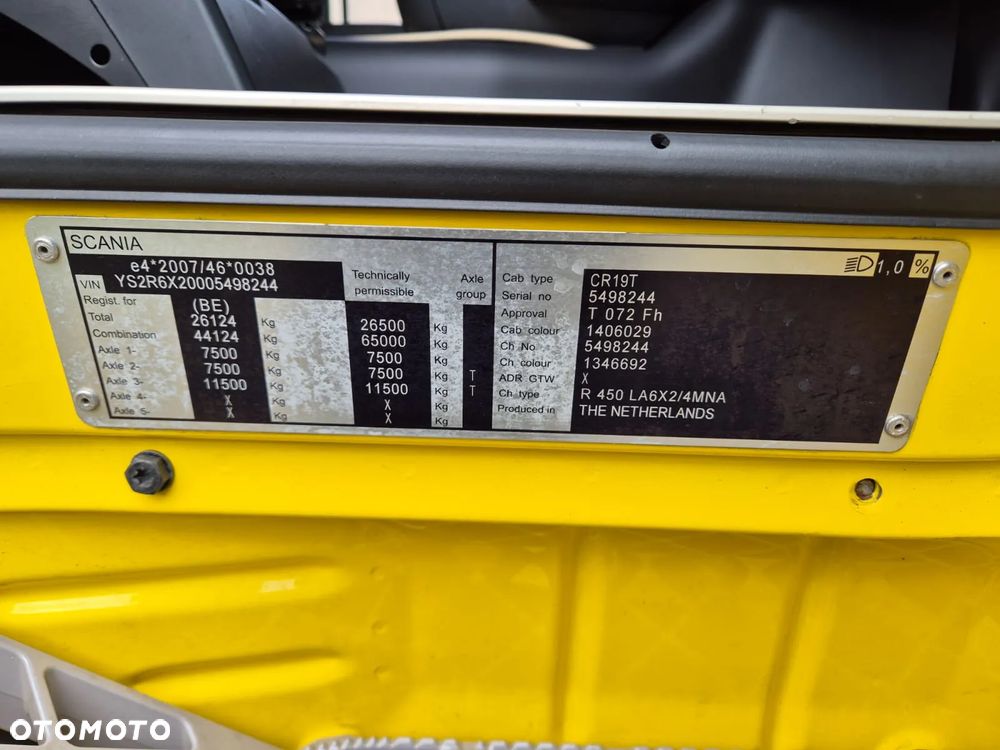 SCANIA
e4*2007/46*0038
VIN YS2R6X20005498244
Technically permissible
Axle group
Regist. for (BE)
Total 26124 Kg 26500 Kg
Combination 44124 Kg 65000 Kg
Axle 1- 7500 Kg 7500 Kg
Axle 2- 7500 Kg 7500 Kg T
Axle 3- 11500 Kg 11500 Kg T
Axle 4- X Kg X Kg
Axle 5- X Kg X Kg
1,0 %
Cab type CR19T
Serial no 5498244
Approval T 072 Fh
Cab colour 1406029
Ch No 5498244
Ch colour 1346692
ADR GTW X
Ch type R 450 LA6X2/4MNA
Produced in THE NETHERLANDS
OTOMOTO